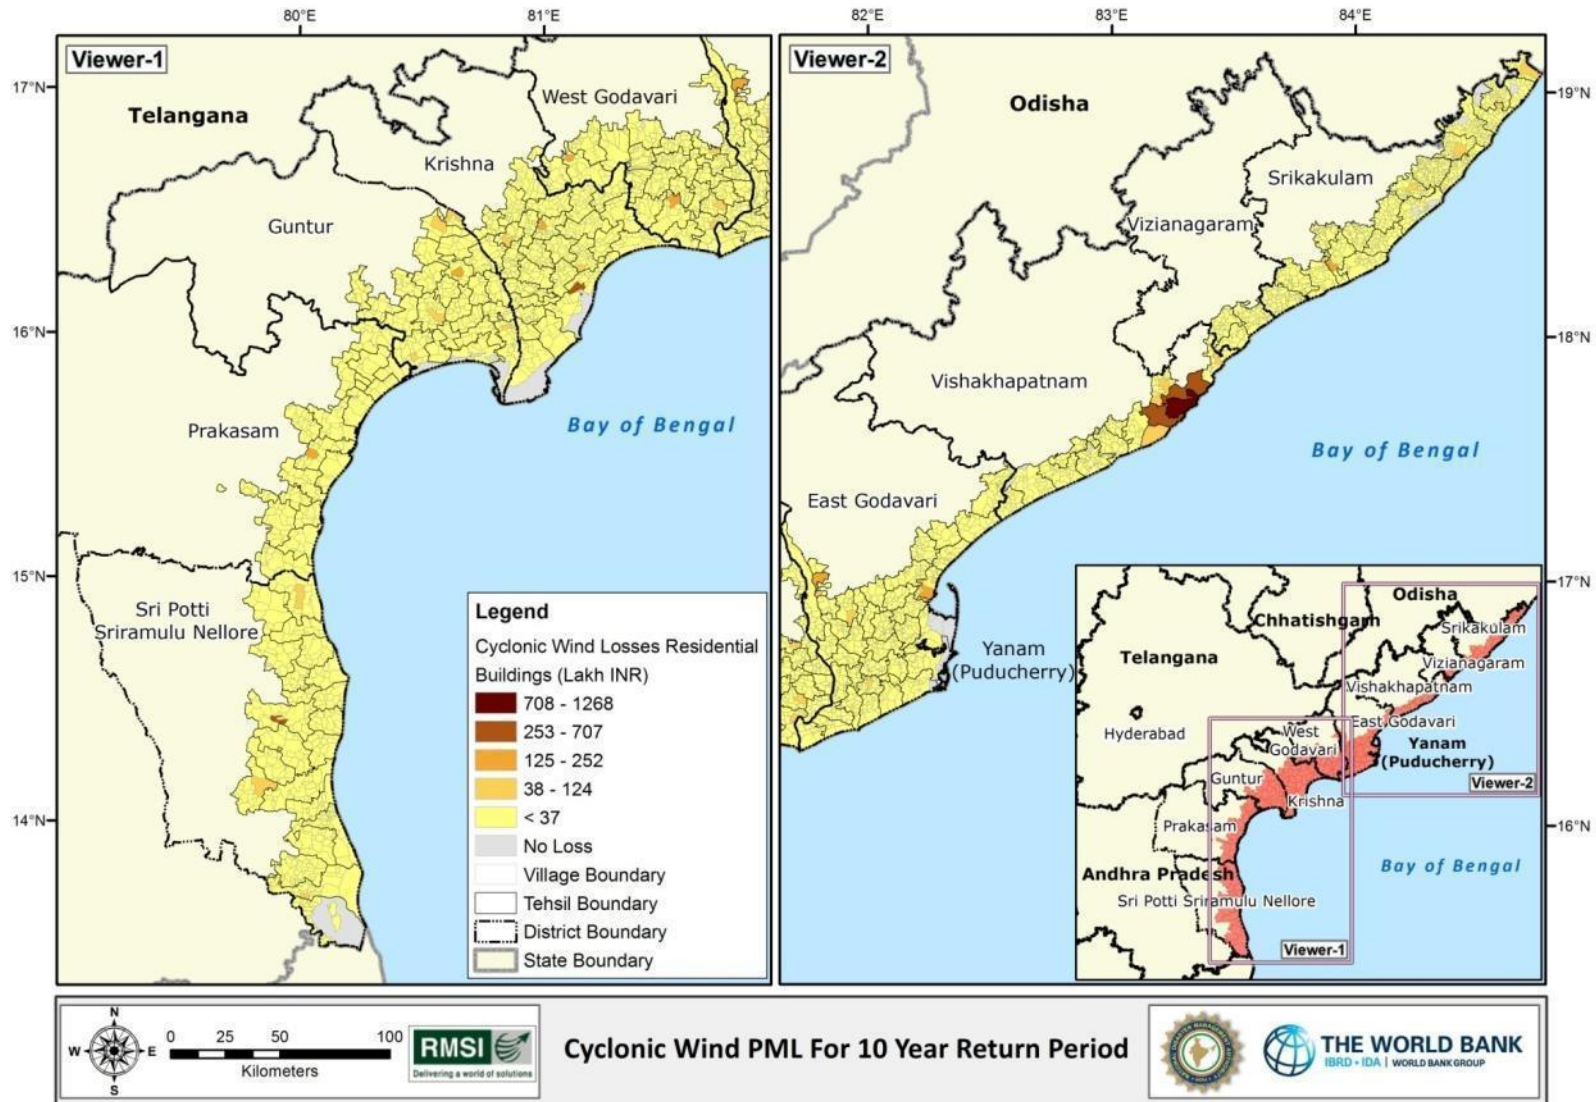 80°E
81°E
82°E
83°E
84°E
Viewer-1
Telangana
West Godavari
Krishna
Guntur
Prakasam
Bay of Bengal
Sri Potti
Sriramulu Nellore
17°N
16°N
15°N
14°N
Legend
Cyclonic Wind Losses Residential
Buildings (Lakh INR)
708 - 1268
253 - 707
125 - 252
38 - 124
< 37
No Loss
Village Boundary
Tehsil Boundary
District Boundary
State Boundary
Viewer-2
Odisha
Srikakulam
Vizianagaram
Vishakhapatnam
East Godavari
Bay of Bengal
Yanam
(Puducherry)
19°N
18°N
17°N
16°N
Odisha
Chhatishgarh
Srikakulam
Telangana
Vizianagaram
Vishakhapatnam
East Godavari
Hyderabad
West
Godavari
Yanam
(Puducherry)
Viewer-2
Guntur
Krishna
Prakasam
Andhra Pradesh
Bay of Bengal
Sri Potti Sriramulu Nellore
Viewer-1
N
W
E
S
0 25 50 100
Kilometers
RMSI
Delivering a world of solutions
Cyclonic Wind PML For 10 Year Return Period
THE WORLD BANK
IBRD • IDA | WORLD BANK GROUP